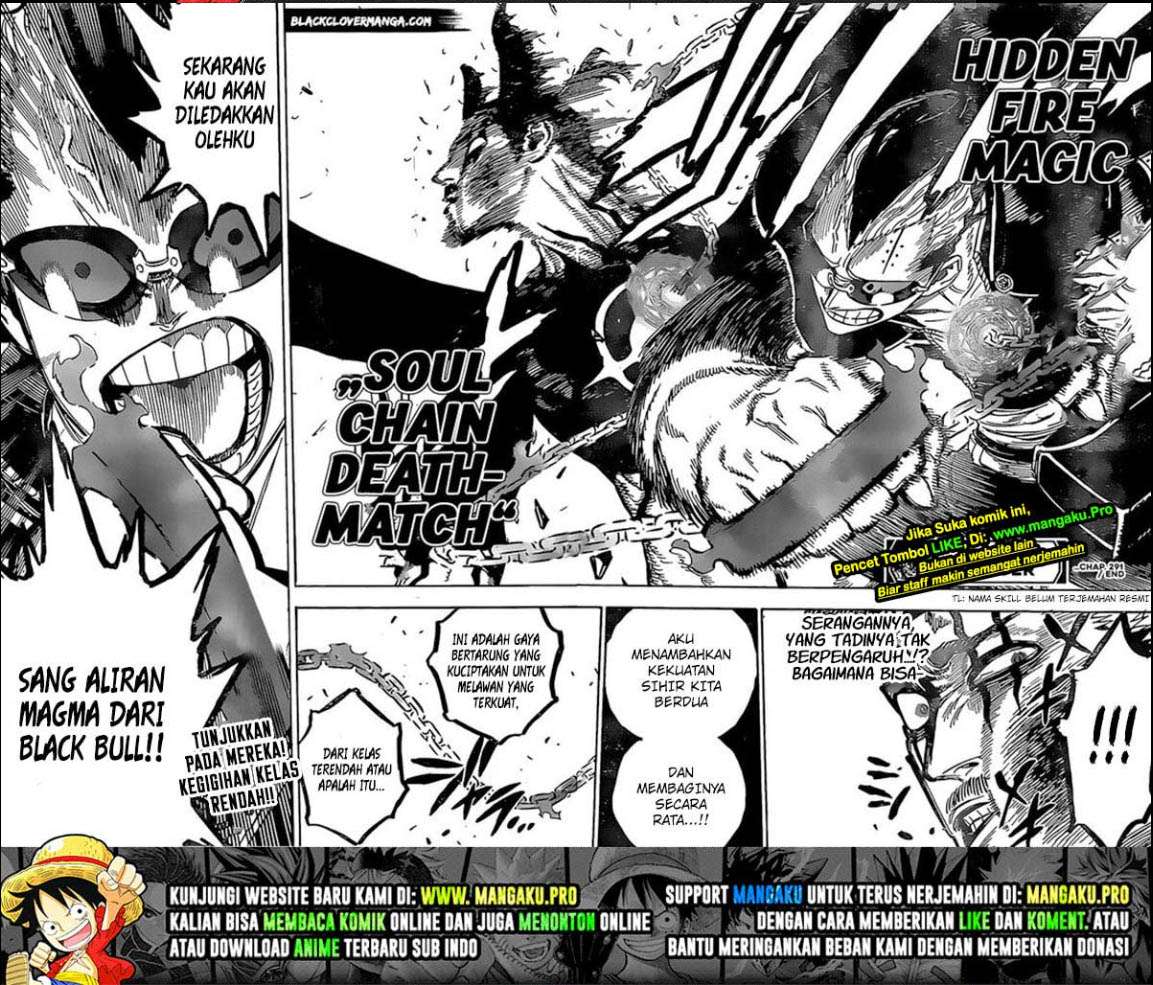 BLACKCLOVERMANGA.COM
HIDDEN
FIRE
MAGIC
„SOUL
CHAIN
DEATH-
MATCH“
SEKARANG
KAU AKAN
DILEDAKKAN
OLEHKU
Jika Suka komik ini,
Pencet Tombol LIKE, Di: www.mangaku.Pro
Bukan di website lain
Biar staff makin semangat nerjemahin
CHAP. 291
/END
TL: NAMA SKILL BELUM TERJEMAHAN RESMI
SERANGANNYA,
YANG TADINYA TAK
BERPENGARUH...!?
BAGAIMANA BISA-
!!!
AKU
MENAMBAHKAN
KEKUATAN
SIHIR KITA
BERDUA
DAN
MEMBAGINYA
SECARA
RATA...!!
INI ADALAH GAYA
BERTARUNG YANG
KUCIPTAKAN UNTUK
MELAWAN YANG
TERKUAT,
DARI KELAS
TERENDAH ATAU
APALAH ITU...
SANG ALIRAN
MAGMA DARI
BLACK BULL!!
TUNJUKKAN
PADA MEREKA!
KEGIGIHAN KELAS
RENDAH!!
KUNJUNGI WEBSITE BARU KAMI DI: WWW. MANGAKU.PRO
KALIAN BISA MEMBACA KOMIK ONLINE DAN JUGA MENONTON ONLINE
ATAU DOWNLOAD ANIME TERBARU SUB INDO
SUPPORT MANGAKU UNTUK TERUS NERJEMAHIN DI: MANGAKU.PRO
DENGAN CARA MEMBERIKAN LIKE DAN KOMENT. ATAU
BANTU MERINGANKAN BEBAN KAMI DENGAN MEMBERIKAN DONASI